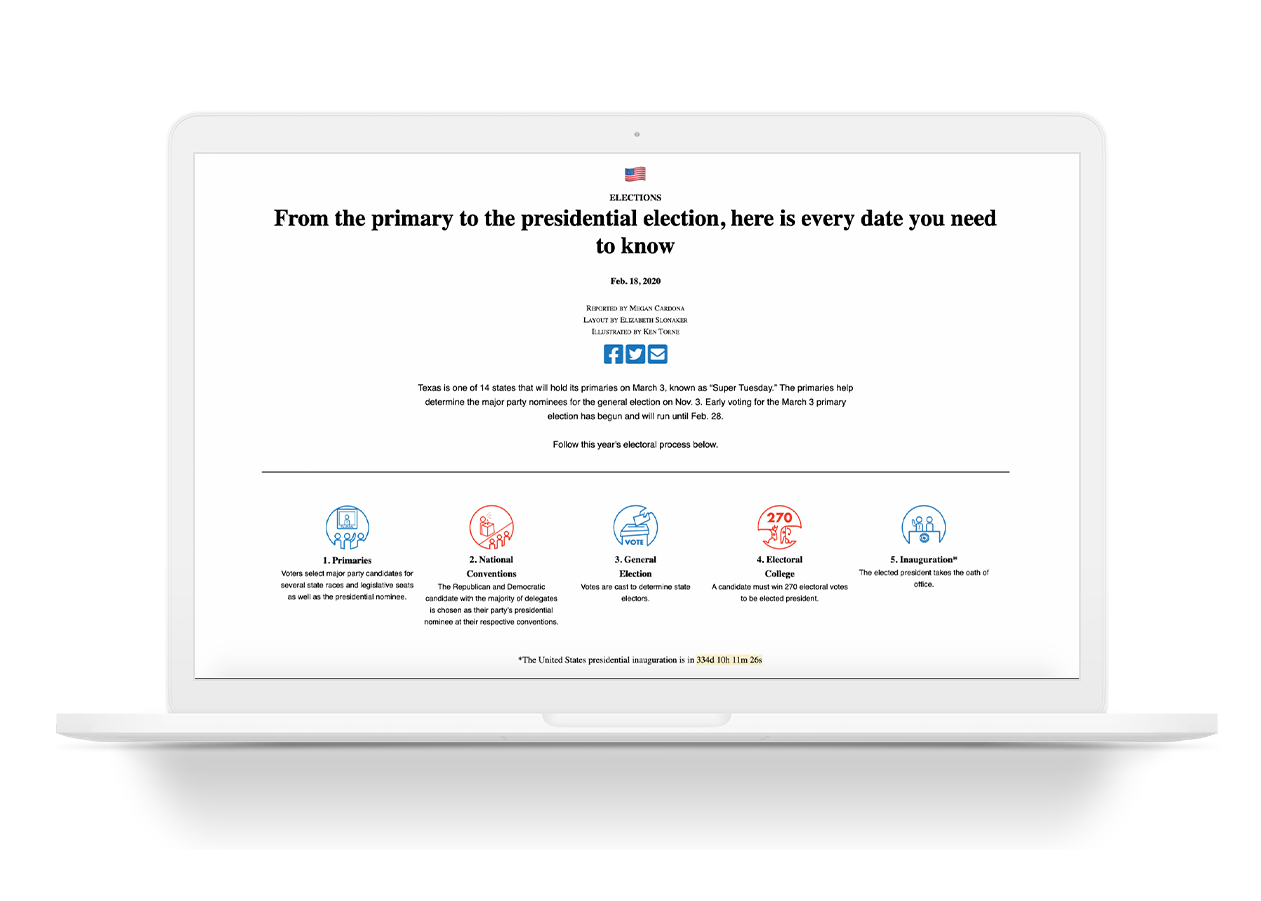 ELECTIONS
From the primary to the presidential election, here is every date you need
to know
Feb. 18, 2020
Reported by Megan Cardona
Layout by Elizabeth Slonaker
Illustrated by Ken Torne
Texas is one of 14 states that will hold its primaries on March 3, known as “Super Tuesday.” The primaries help
determine the major party nominees for the general election on Nov. 3. Early voting for the March 3 primary
election has begun and will run until Feb. 28.
Follow this year's electoral process below.
1. Primaries
Voters select major party candidates for
several state races and legislative seats
as well as the presidential nominee.
2. National
Conventions
The Republican and Democratic
candidate with the majority of delegates
is chosen as their party's presidential
nominee at their respective conventions.
VOTE
3. General
Election
Votes are cast to determine state
electors.
270
4. Electoral
College
A candidate must win 270 electoral votes
to be elected president.
5. Inauguration*
The elected president takes the oath of
office.
*The United States presidential inauguration is in 334d 10h 11m 26s